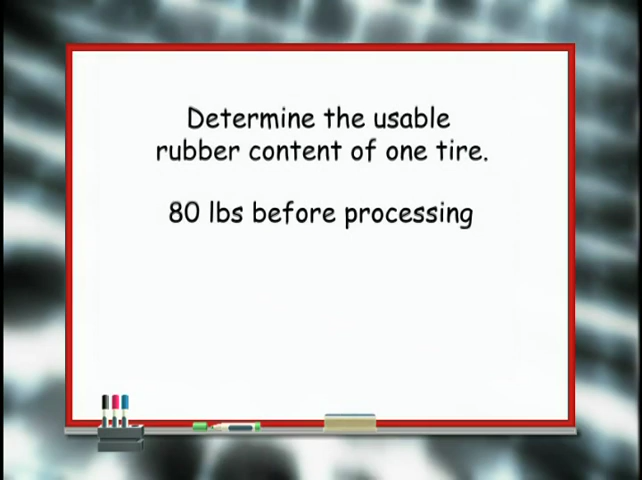 Determine the usable
rubber content of one tire.
80 lbs before processing